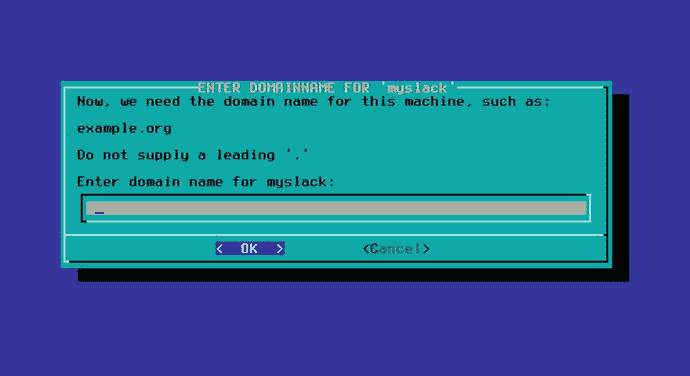 ENTER DOMAINNAME FOR 'myslack'
Now, we need the domain name for this machine, such as:
example.org
Do not supply a leading '.'
Enter domain name for myslack:
_
< OK > <Cancel>